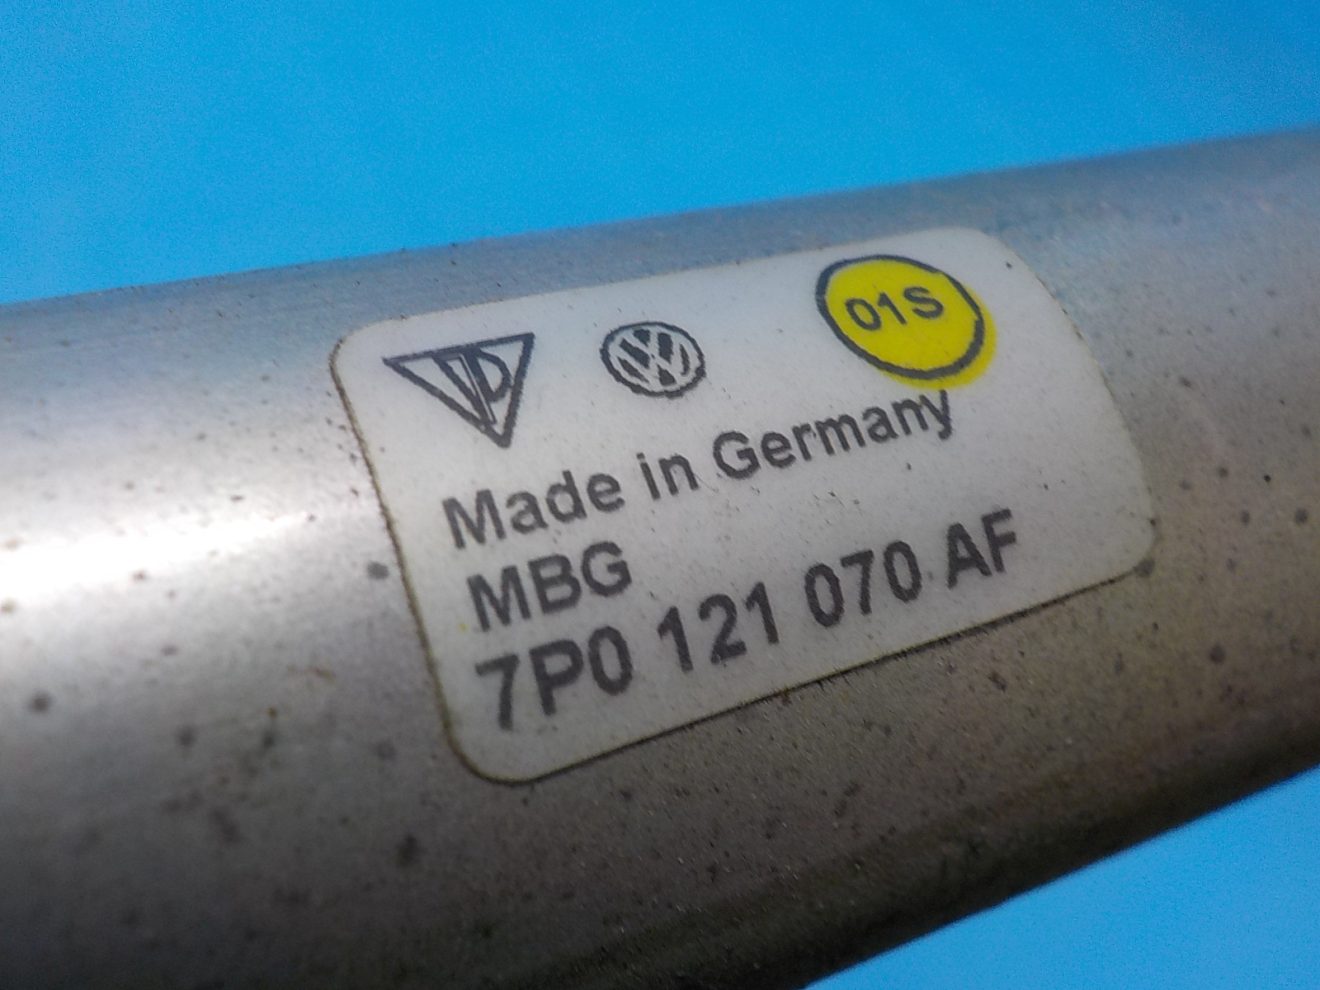 01S
Made in Germany
MBG
7P0 121 070 AF